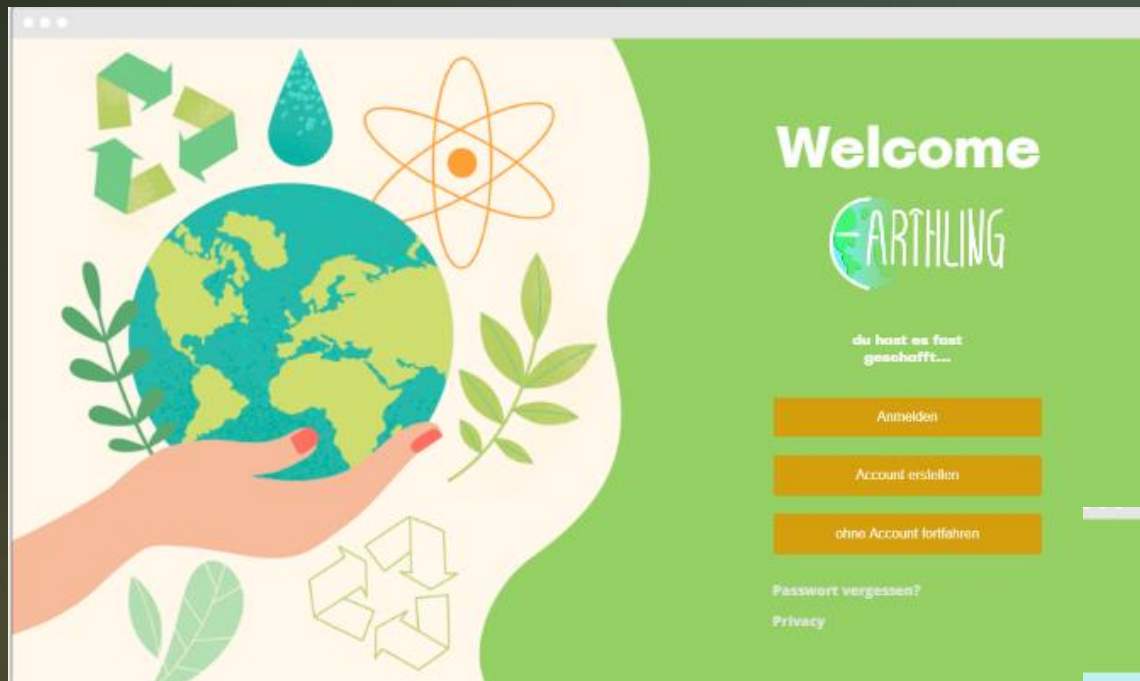 Welcome
EARTHLING
du hast es fast
geschafft...
Anmelden
Account erstellen
ohne Account fortfahren
Passwort vergessen?
Privacy